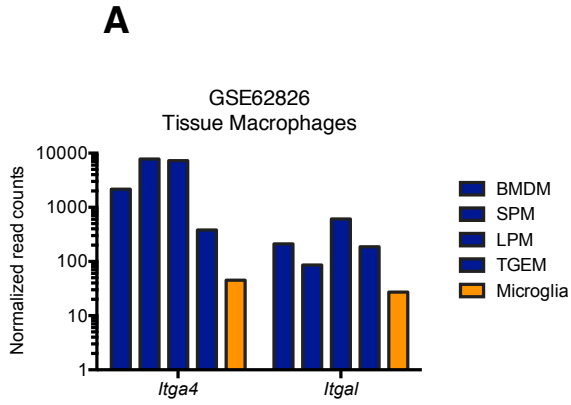 A
GSE62826
Tissue Macrophages
Normalized read counts
10000
1000
100
10
1
Itga4
Itgal
BMDM
SPM
LPM
TGEM
Microglia